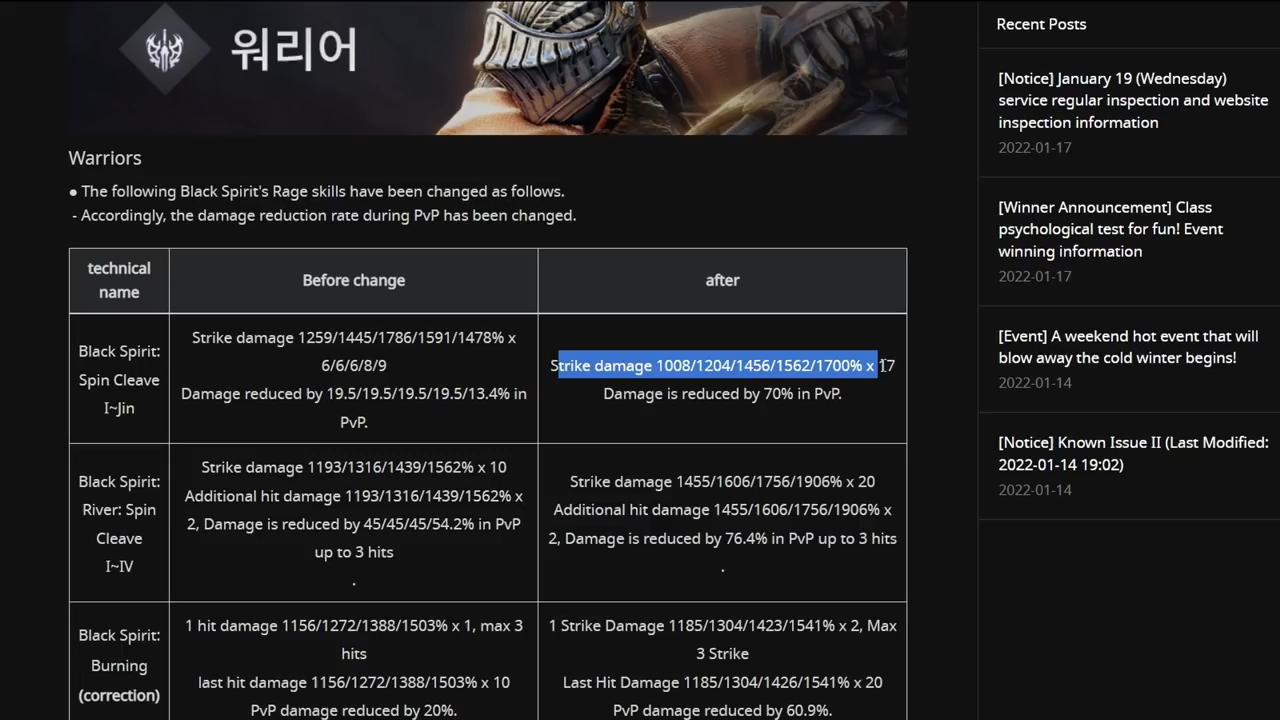 워리어
Warriors
● The following Black Spirit's Rage skills have been changed as follows.
- Accordingly, the damage reduction rate during PvP has been changed.
technical
name
Before change
after
Black Spirit:
Spin Cleave
I~Jin
Strike damage 1259/1445/1786/1591/1478% x
6/6/6/8/9
Damage reduced by 19.5/19.5/19.5/19.5/13.4% in
PvP.
Strike damage 1008/1204/1456/1562/1700% x 17
Damage is reduced by 70% in PvP.
Black Spirit:
River: Spin
Cleave
I~IV
Strike damage 1193/1316/1439/1562% x 10
Additional hit damage 1193/1316/1439/1562% x
2, Damage is reduced by 45/45/45/54.2% in PvP
up to 3 hits
.
Strike damage 1455/1606/1756/1906% x 20
Additional hit damage 1455/1606/1756/1906% x
2, Damage is reduced by 76.4% in PvP up to 3 hits
.
Black Spirit:
Burning
(correction)
1 hit damage 1156/1272/1388/1503% x 1, max 3
hits
last hit damage 1156/1272/1388/1503% x 10
PvP damage reduced by 20%.
1 Strike Damage 1185/1304/1423/1541% x 2, Max
3 Strike
Last Hit Damage 1185/1304/1426/1541% x 20
PvP damage reduced by 60.9%.
Recent Posts
[Notice] January 19 (Wednesday)
service regular inspection and website
inspection information
2022-01-17
[Winner Announcement] Class
psychological test for fun! Event
winning information
2022-01-17
[Event] A weekend hot event that will
blow away the cold winter begins!
2022-01-14
[Notice] Known Issue II (Last Modified:
2022-01-14 19:02)
2022-01-14